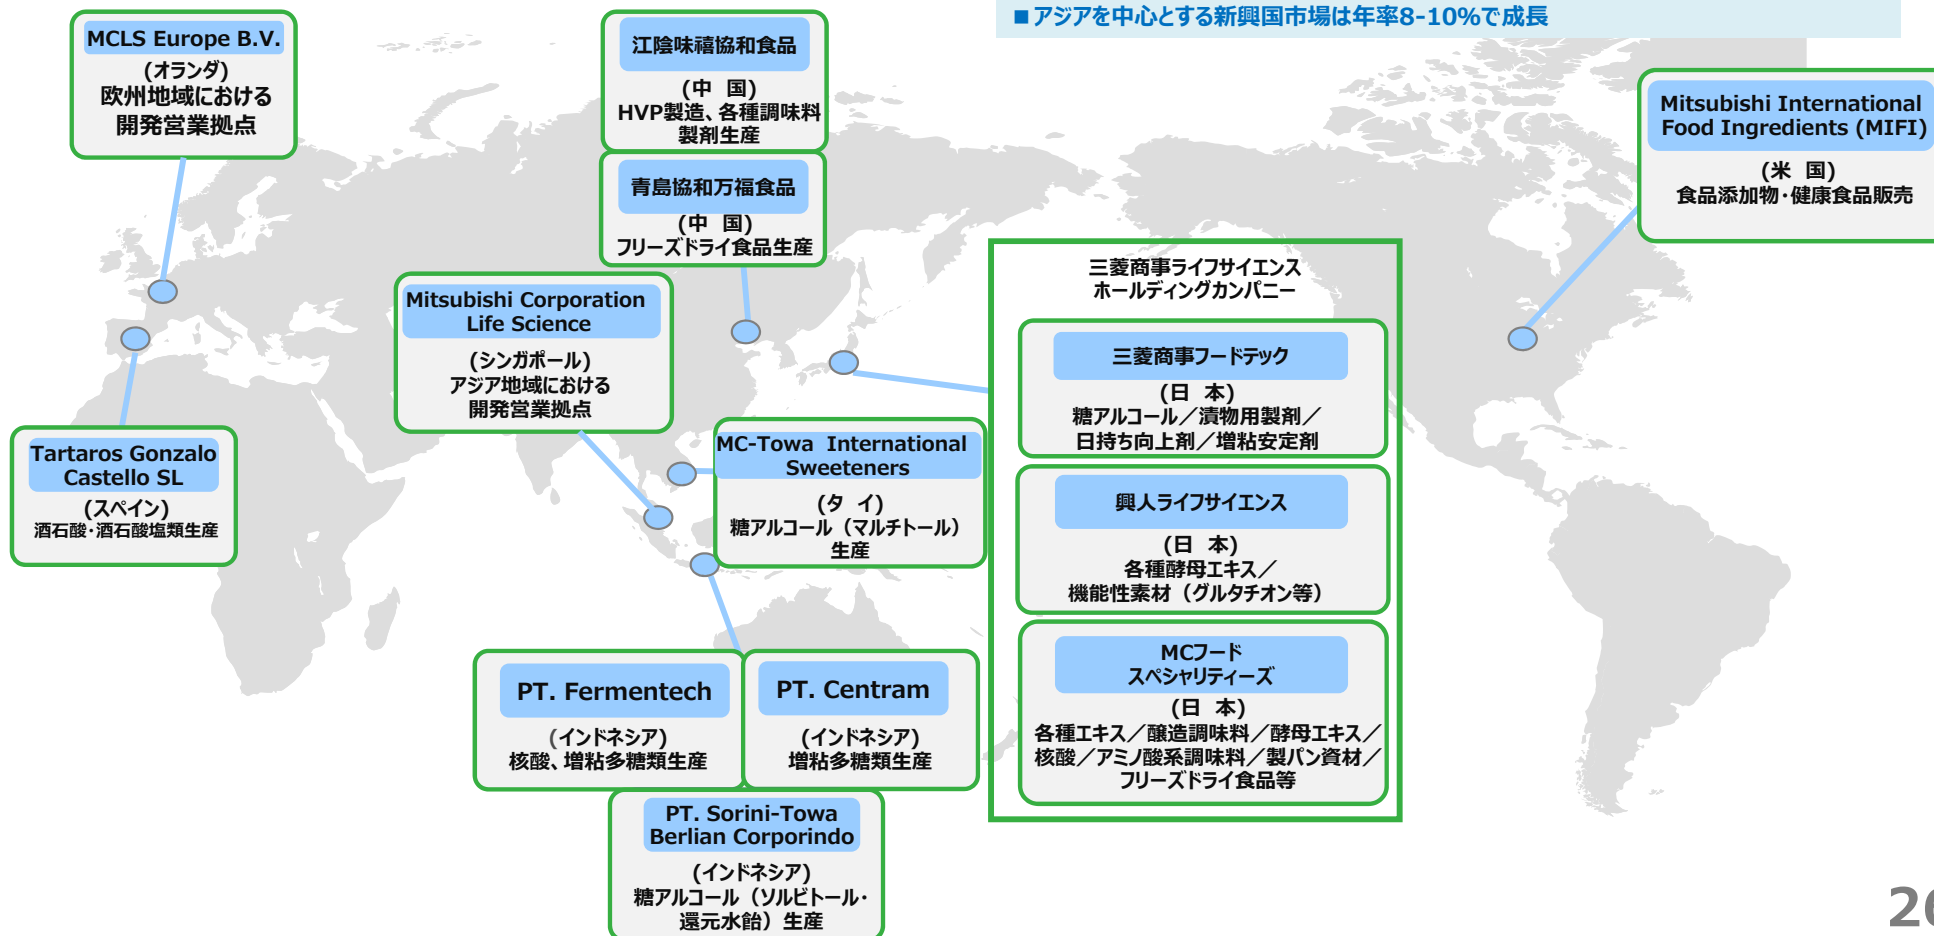 ■アジアを中心とする新興国市場は年率8-10%で成長
MCLS Europe B.V.
(オランダ)
欧州地域における
開発営業拠点
江陰味禧協和食品
(中 国)
HVP製造、各種調味料
製剤生産
青島協和万福食品
(中 国)
フリーズドライ食品生産
Mitsubishi International
Food Ingredients (MIFI)
(米 国)
食品添加物・健康食品販売
Mitsubishi Corporation
Life Science
(シンガポール)
アジア地域における
開発営業拠点
三菱商事ライフサイエンス
ホールディングカンパニー
三菱商事フードテック
(日 本)
糖アルコール／漬物用製剤／
日持ち向上剤／増粘安定剤
興人ライフサイエンス
(日 本)
各種酵母エキス／
機能性素材（グルタチオン等）
MCフード
スペシャリティーズ
(日 本)
各種エキス／醸造調味料／酵母エキス／
核酸／アミノ酸系調味料／製パン資材／
フリーズドライ食品等
Tartaros Gonzalo
Castello SL
(スペイン)
酒石酸・酒石酸塩類生産
MC-Towa International
Sweeteners
(タ イ)
糖アルコール（マルチトール）
生産
PT. Fermentech
(インドネシア)
核酸、増粘多糖類生産
PT. Centram
(インドネシア)
増粘多糖類生産
PT. Sorini-Towa
Berlian Corporindo
(インドネシア)
糖アルコール（ソルビトール・
還元水飴）生産
26